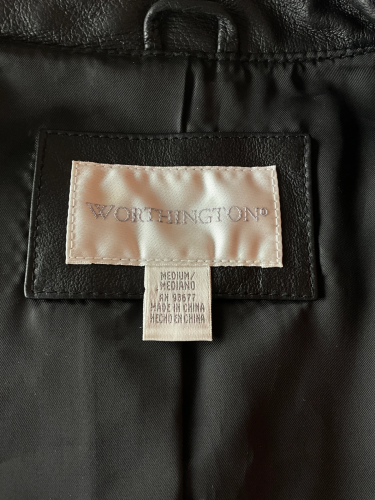 WORTHINGTON®
MEDIUM/
MEDIANO
RN 93677
MADE IN CHINA
HECHO EN CHINA